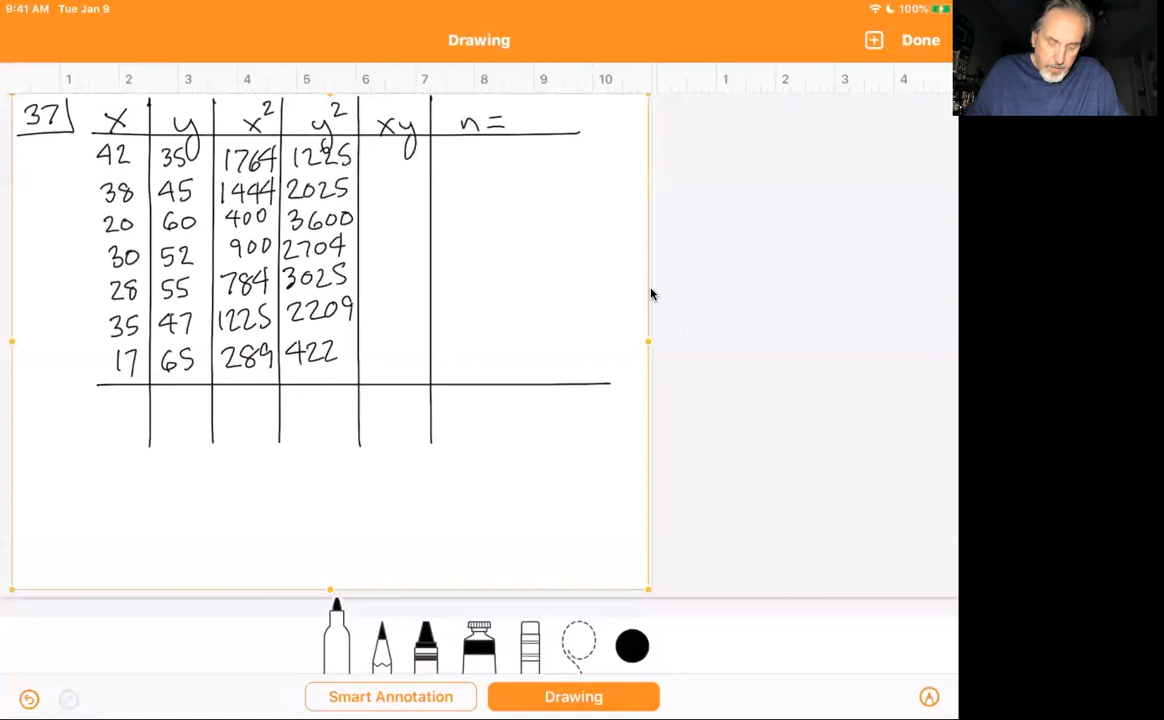 9:41 AM Tue Jan 9 100%
Drawing Done
1 2 3 4 5 6 7 8 9 10 1 2 3 4
37 x y x² y² xy n =
42 35 1764 1225
38 45 1444 2025
20 60 400 3600
30 52 900 2704
28 55 784 3025
35 47 1225 2209
17 65 289 422
Smart Annotation Drawing